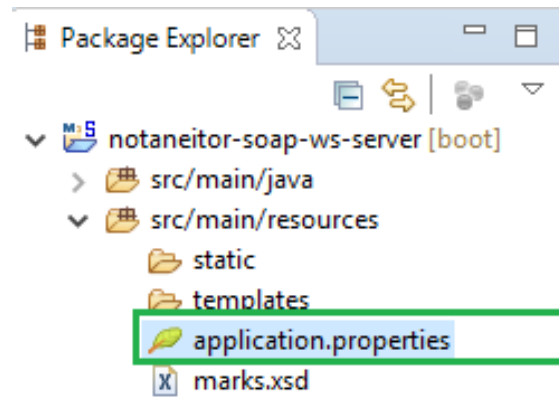 Package Explorer
M S
notaneitor-soap-ws-server [boot]
src/main/java
src/main/resources
static
templates
application.properties
x marks.xsd